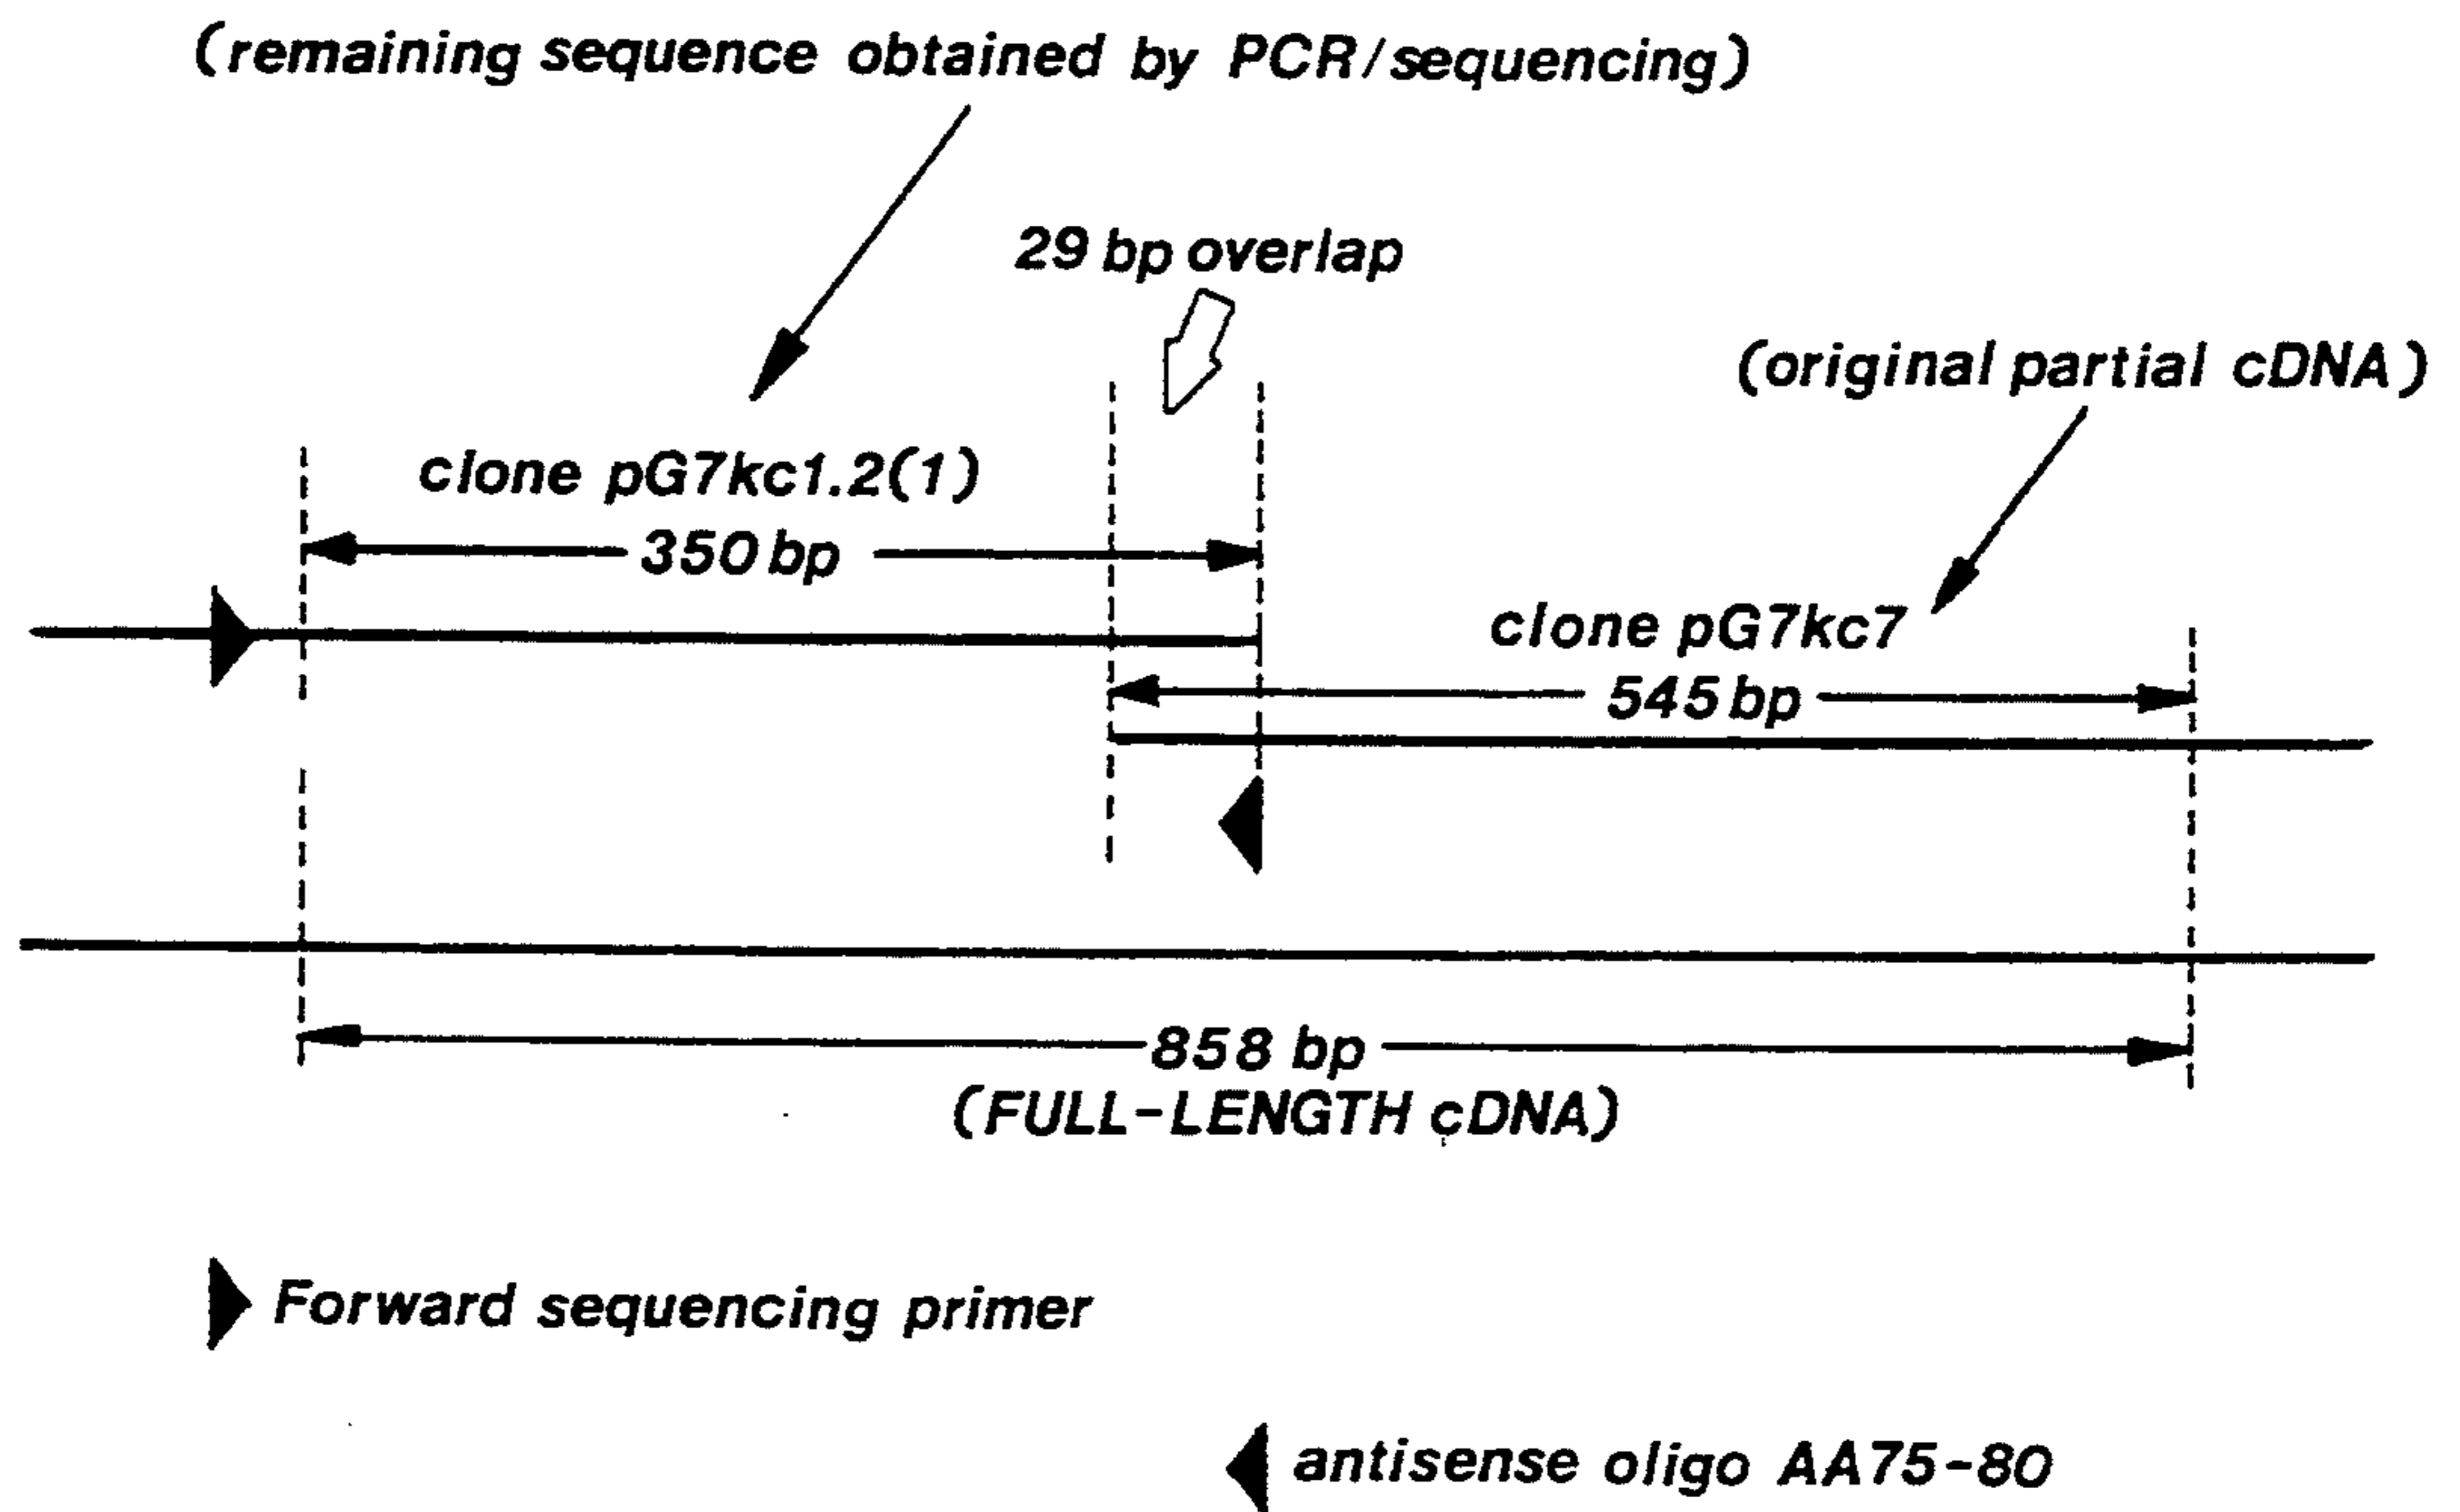 (remaining sequence obtained by PCR/sequencing)
29 bp overlap
(original partial cDNA)
clone pG7kc1.2(1)
350 bp
clone pG7kc7
545 bp
858 bp
(FULL-LENGTH cDNA)
Forward sequencing primer
antisense oligo AA75-80